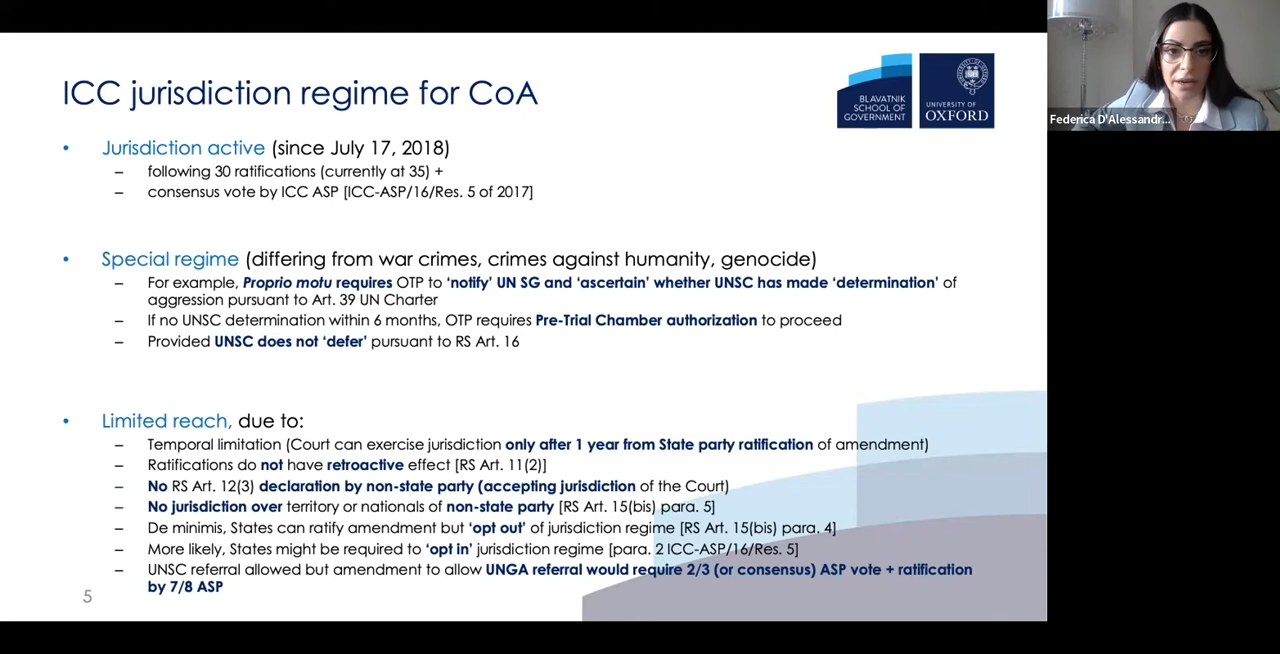 ICC jurisdiction regime for CoA
BLAVATNIK
SCHOOL OF
GOVERNMENT
UNIVERSITY OF
OXFORD
Federica D'Alessandr...
• Jurisdiction active (since July 17, 2018)
– following 30 ratifications (currently at 35) +
– consensus vote by ICC ASP [ICC-ASP/16/Res. 5 of 2017]
• Special regime (differing from war crimes, crimes against humanity, genocide)
– For example, Proprio motu requires OTP to ‘notify’ UN SG and ‘ascertain’ whether UNSC has made ‘determination’ of
aggression pursuant to Art. 39 UN Charter
– If no UNSC determination within 6 months, OTP requires Pre-Trial Chamber authorization to proceed
– Provided UNSC does not ‘defer’ pursuant to RS Art. 16
• Limited reach, due to:
– Temporal limitation (Court can exercise jurisdiction only after 1 year from State party ratification of amendment)
– Ratifications do not have retroactive effect [RS Art. 11(2)]
– No RS Art. 12(3) declaration by non-state party (accepting jurisdiction of the Court)
– No jurisdiction over territory or nationals of non-state party [RS Art. 15(bis) para. 5]
– De minimis, States can ratify amendment but ‘opt out’ of jurisdiction regime [RS Art. 15(bis) para. 4]
– More likely, States might be required to ‘opt in’ jurisdiction regime [para. 2 ICC-ASP/16/Res. 5]
– UNSC referral allowed but amendment to allow UNGA referral would require 2/3 (or consensus) ASP vote + ratification
by 7/8 ASP
5